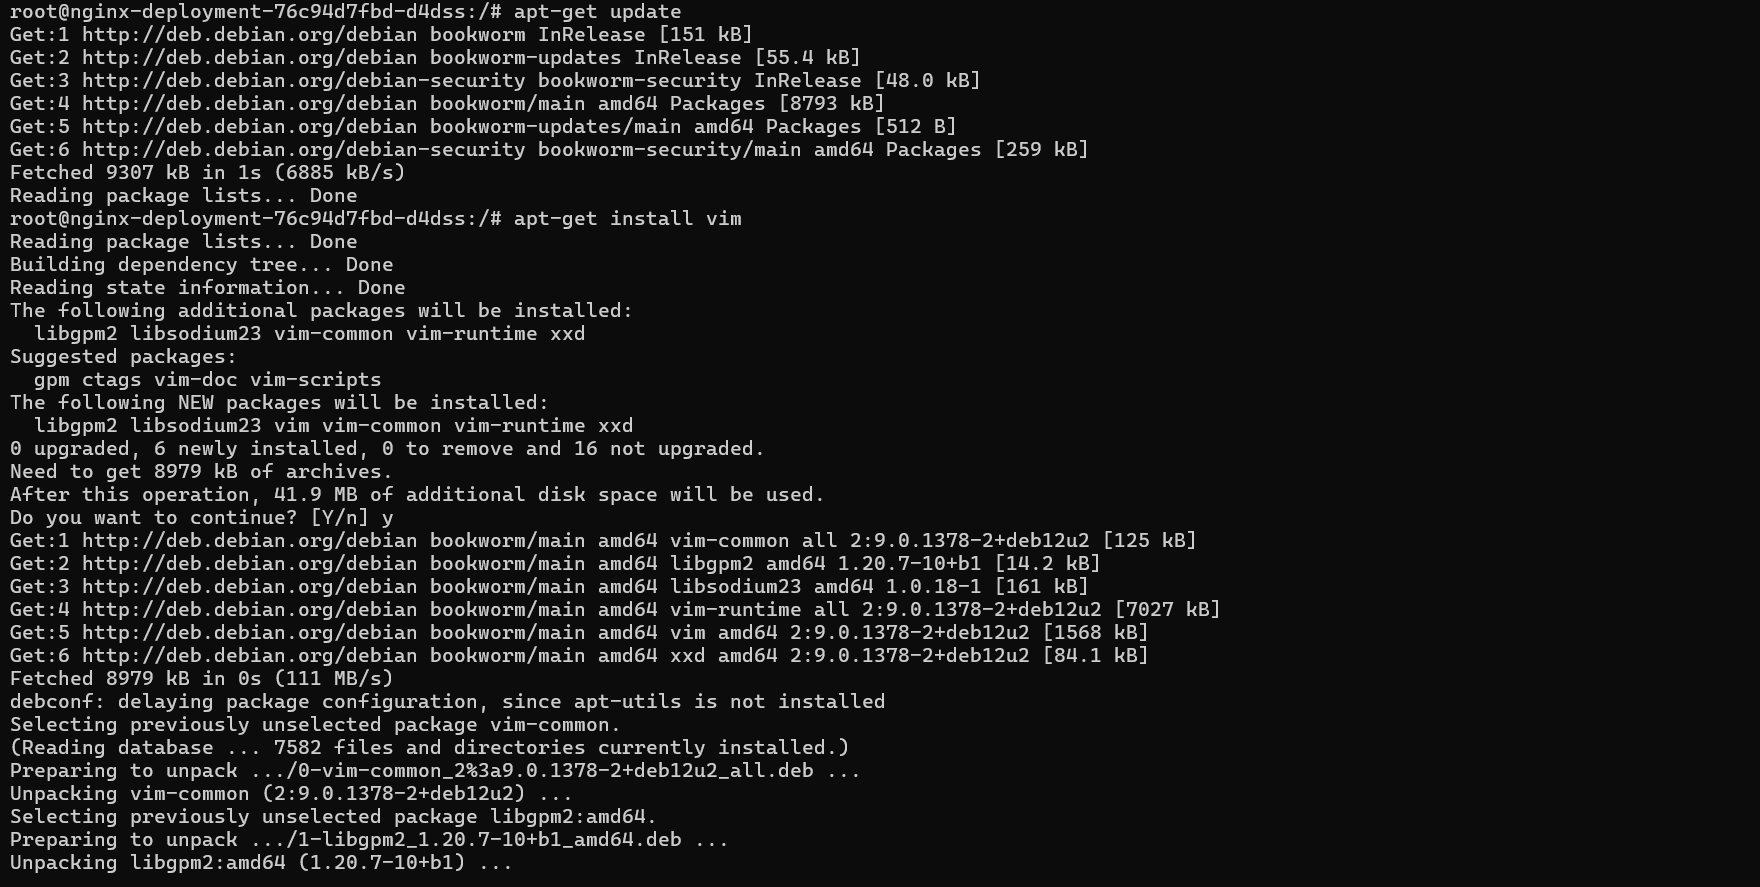 root@nginx-deployment-76c94d7fbd-d4dss:/# apt-get update
Get:1 http://deb.debian.org/debian bookworm InRelease [151 kB]
Get:2 http://deb.debian.org/debian bookworm-updates InRelease [55.4 kB]
Get:3 http://deb.debian.org/debian-security bookworm-security InRelease [48.0 kB]
Get:4 http://deb.debian.org/debian bookworm/main amd64 Packages [8793 kB]
Get:5 http://deb.debian.org/debian bookworm-updates/main amd64 Packages [512 B]
Get:6 http://deb.debian.org/debian-security bookworm-security/main amd64 Packages [259 kB]
Fetched 9307 kB in 1s (6885 kB/s)
Reading package lists... Done
root@nginx-deployment-76c94d7fbd-d4dss:/# apt-get install vim
Reading package lists... Done
Building dependency tree... Done
Reading state information... Done
The following additional packages will be installed:
  libgpm2 libsodium23 vim-common vim-runtime xxd
Suggested packages:
  gpm ctags vim-doc vim-scripts
The following NEW packages will be installed:
  libgpm2 libsodium23 vim vim-common vim-runtime xxd
0 upgraded, 6 newly installed, 0 to remove and 16 not upgraded.
Need to get 8979 kB of archives.
After this operation, 41.9 MB of additional disk space will be used.
Do you want to continue? [Y/n] y
Get:1 http://deb.debian.org/debian bookworm/main amd64 vim-common all 2:9.0.1378-2+deb12u2 [125 kB]
Get:2 http://deb.debian.org/debian bookworm/main amd64 libgpm2 amd64 1.20.7-10+b1 [14.2 kB]
Get:3 http://deb.debian.org/debian bookworm/main amd64 libsodium23 amd64 1.0.18-1 [161 kB]
Get:4 http://deb.debian.org/debian bookworm/main amd64 vim-runtime all 2:9.0.1378-2+deb12u2 [7027 kB]
Get:5 http://deb.debian.org/debian bookworm/main amd64 vim amd64 2:9.0.1378-2+deb12u2 [1568 kB]
Get:6 http://deb.debian.org/debian bookworm/main amd64 xxd amd64 2:9.0.1378-2+deb12u2 [84.1 kB]
Fetched 8979 kB in 0s (111 MB/s)
debconf: delaying package configuration, since apt-utils is not installed
Selecting previously unselected package vim-common.
(Reading database ... 7582 files and directories currently installed.)
Preparing to unpack .../0-vim-common_2%3a9.0.1378-2+deb12u2_all.deb ...
Unpacking vim-common (2:9.0.1378-2+deb12u2) ...
Selecting previously unselected package libgpm2:amd64.
Preparing to unpack .../1-libgpm2_1.20.7-10+b1_amd64.deb ...
Unpacking libgpm2:amd64 (1.20.7-10+b1) ...